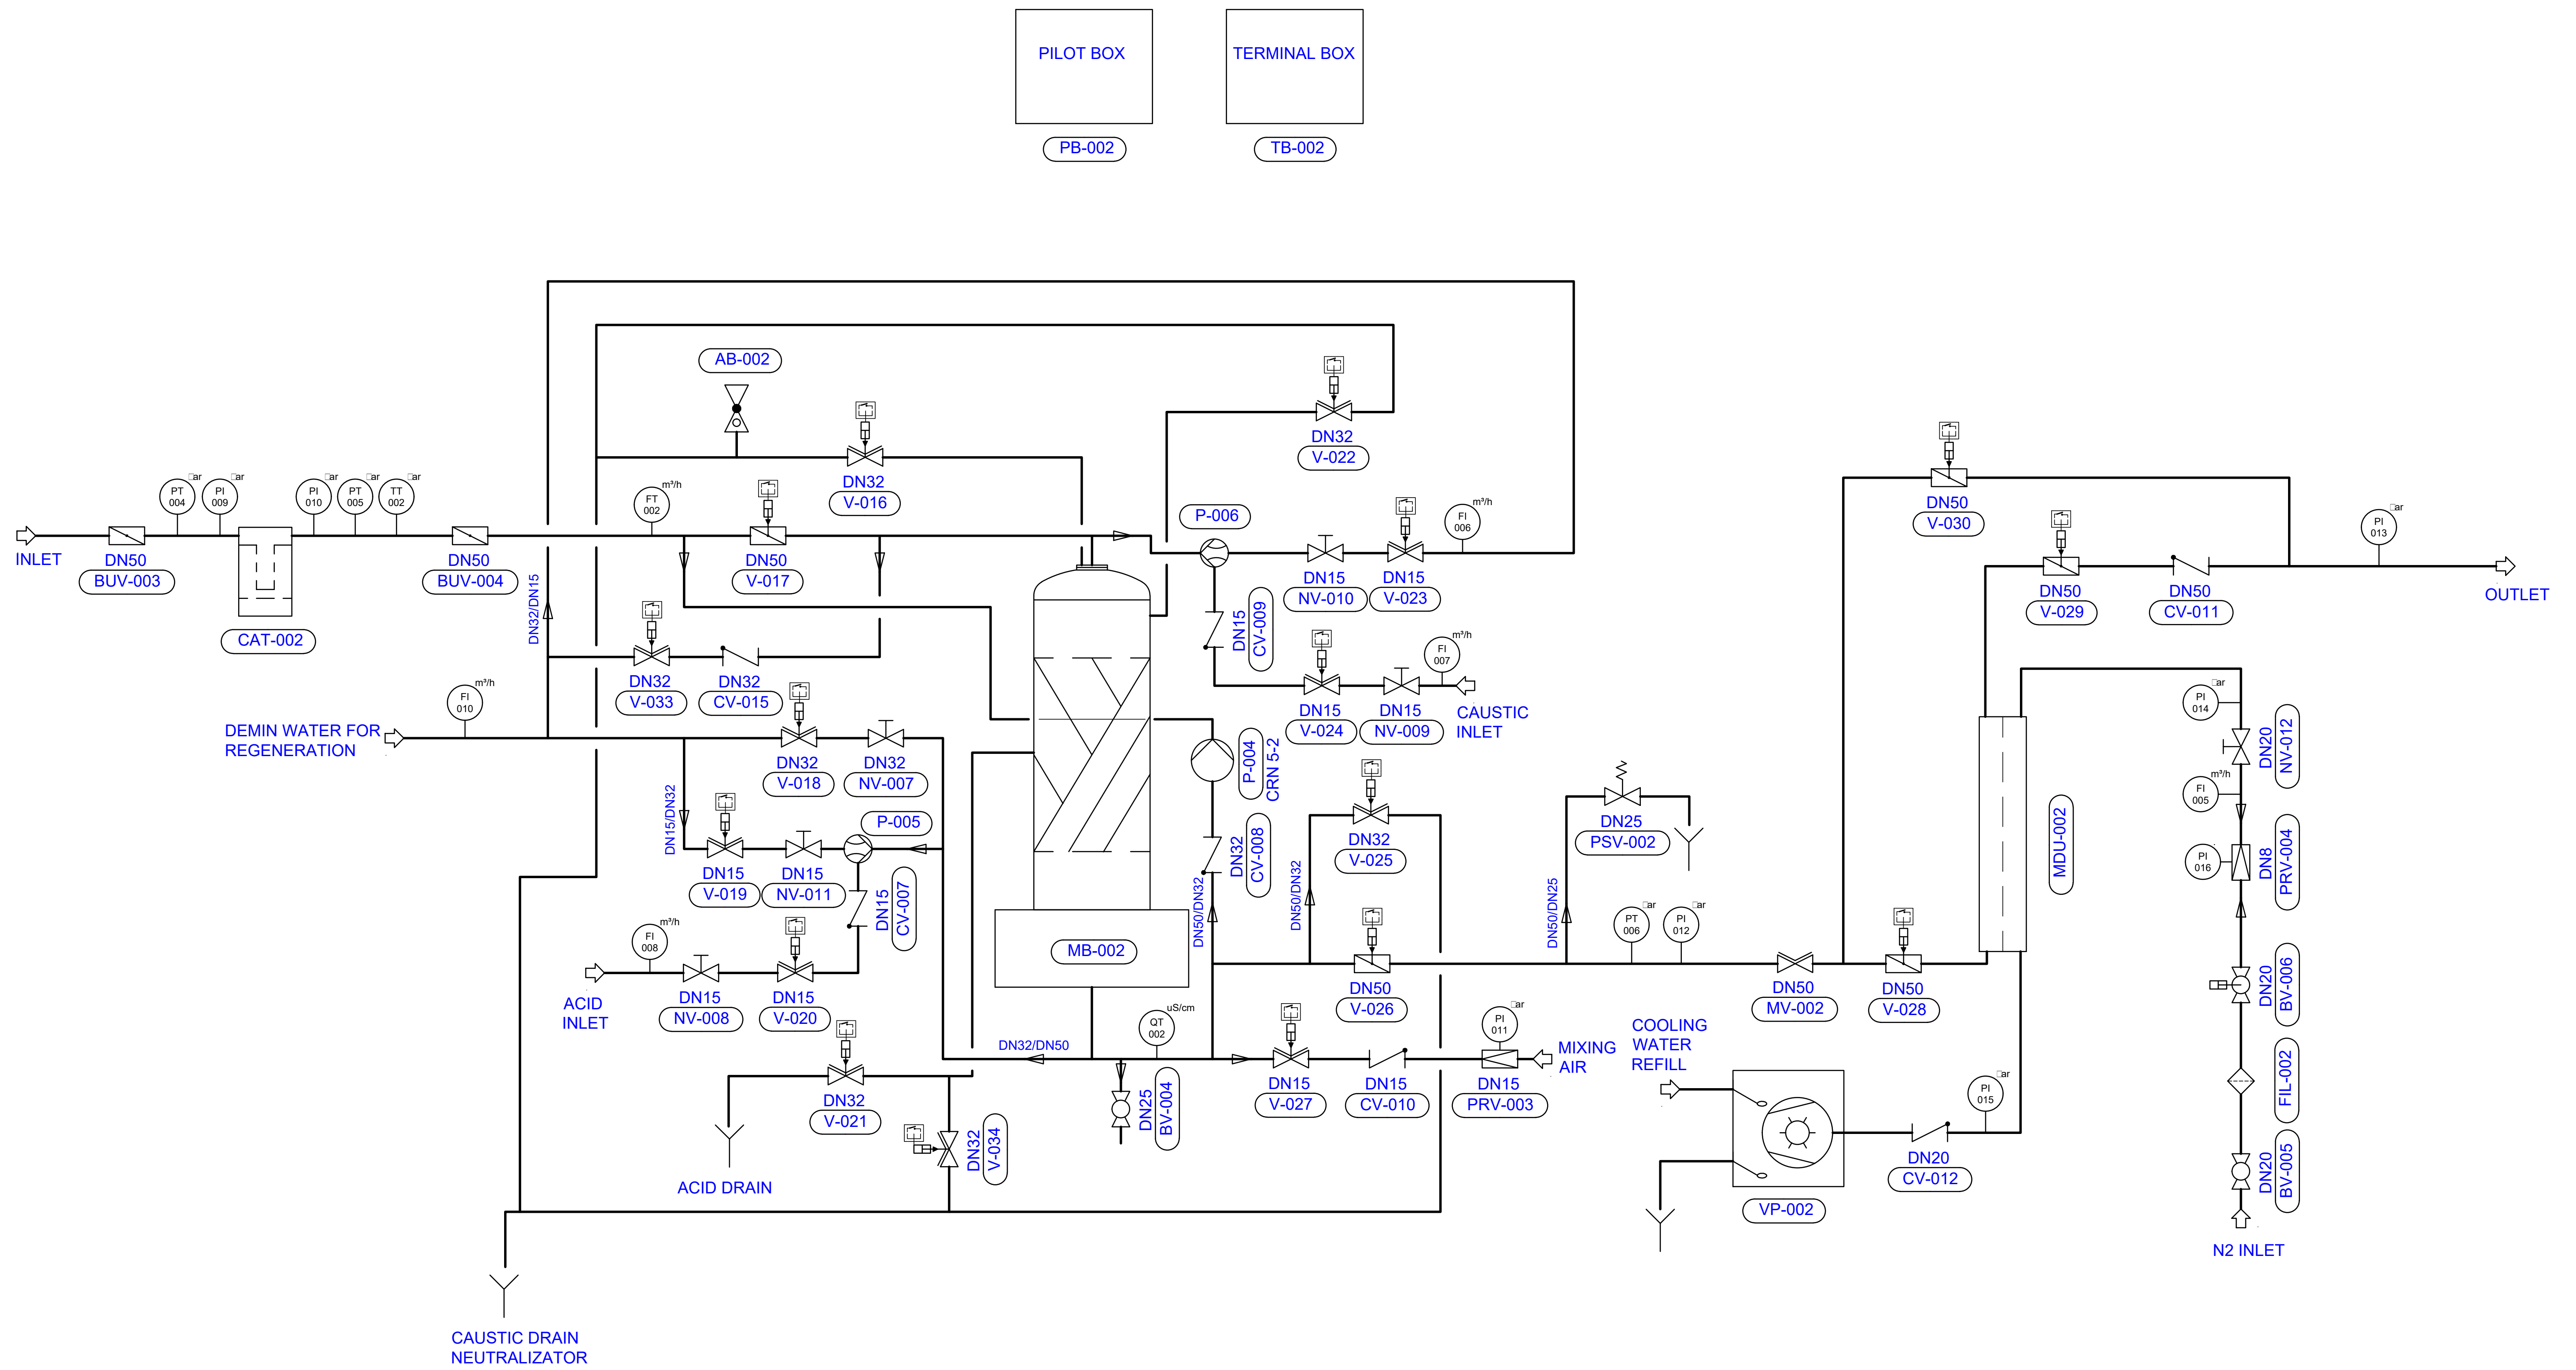 PILOT BOX
TERMINAL BOX
PB-002
TB-002
AB-002
DN32
V-016
DN32
V-022
DN50
V-030
INLET
DN50
BUV-003
PT
004
PI
009
CAT-002
PI
010
PT
005
TT
002
DN50
BUV-004
FT
002
m³/h
DN50
V-017
P-006
DN15
NV-010
DN15
V-023
FI
006
m³/h
DN50
V-029
DN50
CV-011
PI
013
OUTLET
DN32/DN15
DN32
V-033
DN32
CV-015
DN15
CV-009
DN15
V-024
DN15
NV-009
FI
007
m³/h
CAUSTIC
INLET
FI
010
m³/h
DEMIN WATER FOR
REGENERATION
DN32
V-018
DN32
NV-007
P-004
CRN 5-2
DN32
CV-008
DN50/DN32
DN15/DN32
DN15
V-019
DN15
NV-011
P-005
DN15
CV-007
FI
008
m³/h
ACID
INLET
DN15
NV-008
DN15
V-020
MB-002
DN50/DN32
DN32
V-025
DN50
V-026
DN50/DN25
DN25
PSV-002
PT
006
PI
012
DN50
MV-002
DN50
V-028
MDU-002
PI
014
DN20
NV-012
FI
005
m³/h
PI
016
DN8
PRV-004
DN20
BV-006
FIL-002
DN20
BV-005
N2 INLET
DN32/DN50
QT
002
uS/cm
DN25
BV-004
DN15
V-027
DN15
CV-010
PI
011
DN15
PRV-003
MIXING
AIR
COOLING
WATER
REFILL
VP-002
DN20
CV-012
PI
015
DN32
V-021
DN32
V-034
ACID DRAIN
CAUSTIC DRAIN
NEUTRALIZATOR